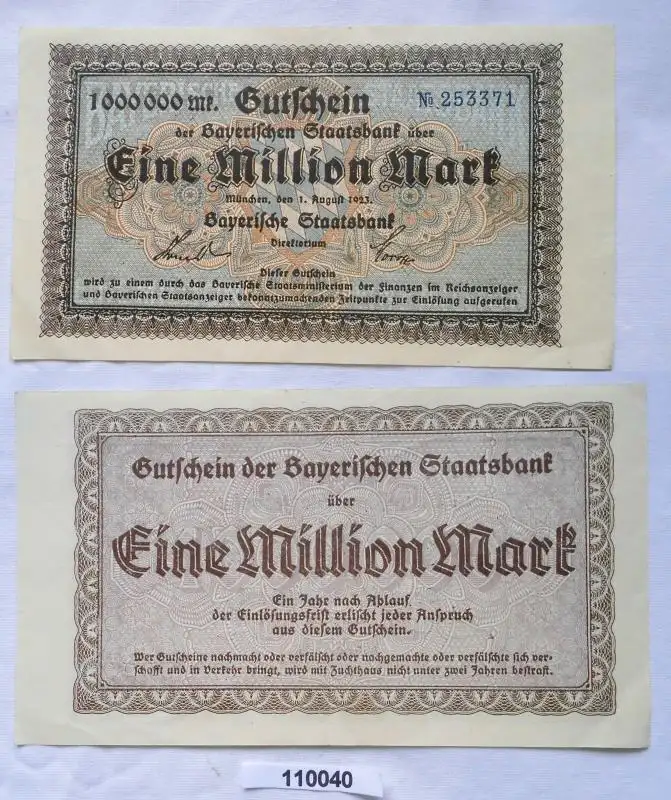 1000000 mk. Gutschein № 253371
der Bayerischen Staatsbank über
Eine Million Mark
München, den 1. August 1923.
Bayerische Staatsbank
Direktorium
Dieser Gutschein
wird zu einem durch das Bayerische Staatsministerium der Finanzen im Reichsanzeiger
und Bayerischen Staatsanzeiger bekanntzumachenden Zeitpunkte zur Einlösung aufgerufen
Gutschein der Bayerischen Staatsbank
über
Eine Million Mark
Ein Jahr nach Ablauf
der Einlösungsfrist erlischt jeder Anspruch
aus diesem Gutschein.
Wer Gutscheine nachmacht oder verfälscht oder nachgemachte oder verfälschte sich ver-
schafft und in Verkehr bringt, wird mit Zuchthaus nicht unter zwei Jahren bestraft.
110040